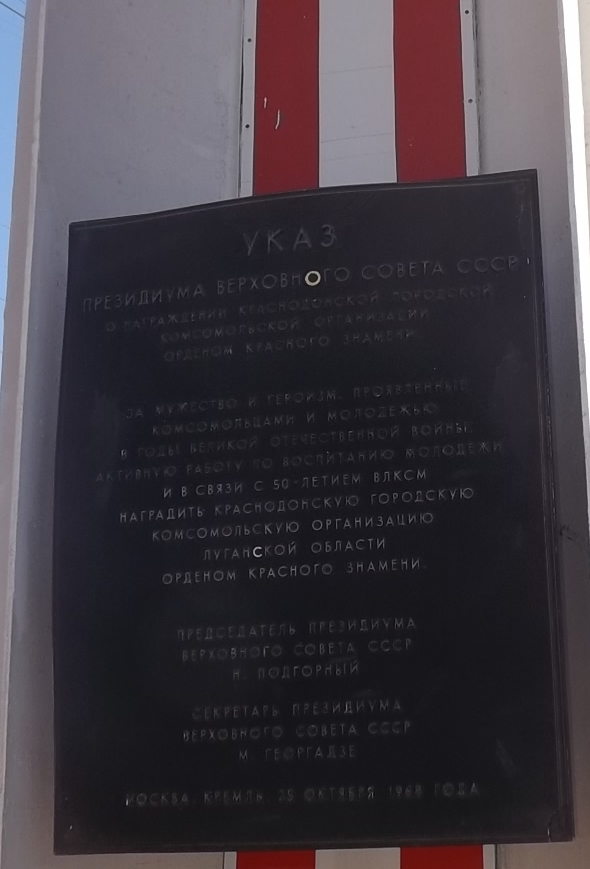 УКАЗ
ПРЕЗИДИУМА ВЕРХОВНОГО СОВЕТА СССР
О НАГРАЖДЕНИИ КРАСНОДОНСКОЙ ГОРОДСКОЙ
КОМСОМОЛЬСКОЙ ОРГАНИЗАЦИИ
ОРДЕНОМ КРАСНОГО ЗНАМЕНИ.
ЗА МУЖЕСТВО И ГЕРОИЗМ, ПРОЯВЛЕННЫЕ
КОМСОМОЛЬЦАМИ И МОЛОДЕЖЬЮ
В ГОДЫ ВЕЛИКОЙ ОТЕЧЕСТВЕННОЙ ВОЙНЫ,
АКТИВНУЮ РАБОТУ ПО ВОСПИТАНИЮ МОЛОДЕЖИ
И В СВЯЗИ С 50-ЛЕТИЕМ ВЛКСМ
НАГРАДИТЬ КРАСНОДОНСКУЮ ГОРОДСКУЮ
КОМСОМОЛЬСКУЮ ОРГАНИЗАЦИЮ
ЛУГАНСКОЙ ОБЛАСТИ
ОРДЕНОМ КРАСНОГО ЗНАМЕНИ.
ПРЕДСЕДАТЕЛЬ ПРЕЗИДИУМА
ВЕРХОВНОГО СОВЕТА СССР
Н. ПОДГОРНЫЙ
СЕКРЕТАРЬ ПРЕЗИДИУМА
ВЕРХОВНОГО СОВЕТА СССР
М. ГЕОРГАДЗЕ
МОСКВА, КРЕМЛЬ. 25 ОКТЯБРЯ 1968 ГОДА